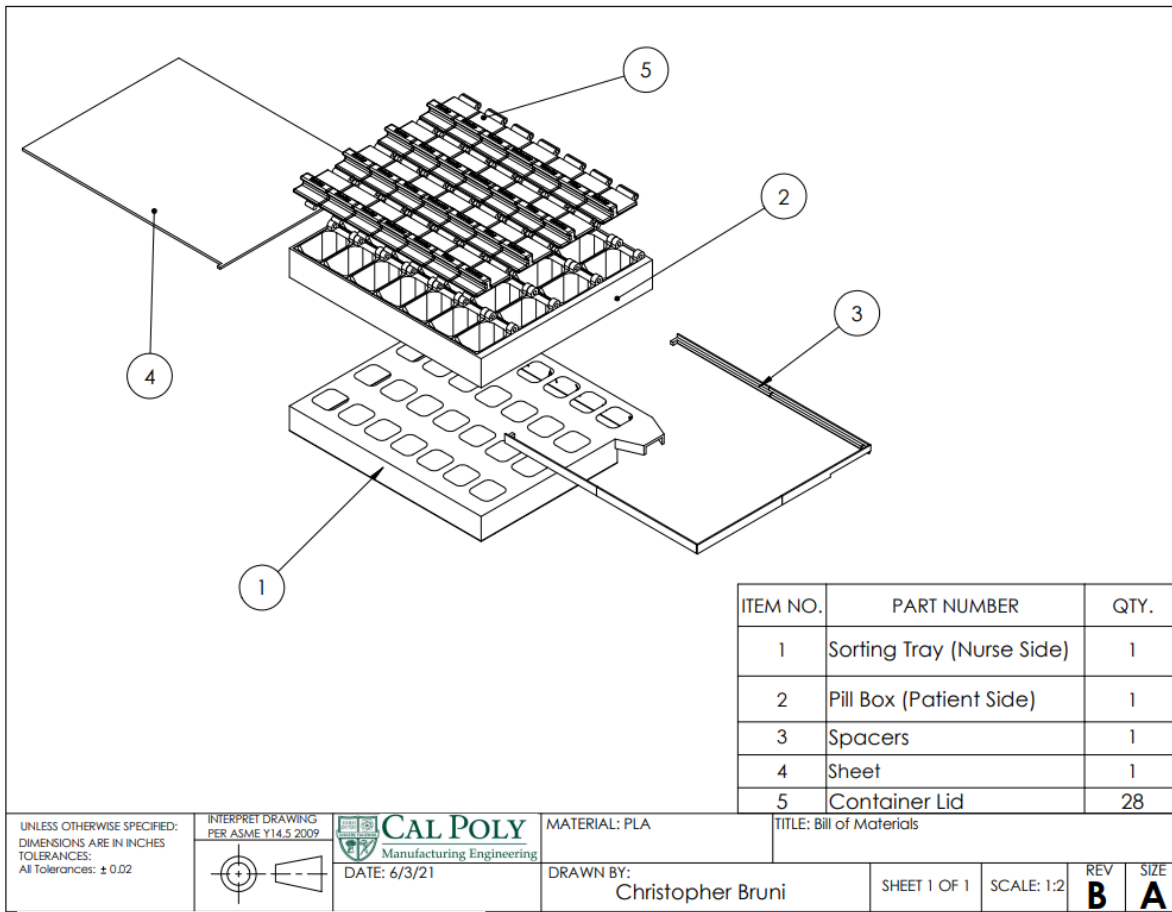 5
2
3
4
1
ITEM NO. PART NUMBER QTY.
1 Sorting Tray (Nurse Side) 1
2 Pill Box (Patient Side) 1
3 Spacers 1
4 Sheet 1
5 Container Lid 28
UNLESS OTHERWISE SPECIFIED:
DIMENSIONS ARE IN INCHES
TOLERANCES:
All Tolerances: ± 0.02
INTERPRET DRAWING
PER ASME Y14.5 2009
CAL POLY
Manufacturing Engineering
DATE: 6/3/21
MATERIAL: PLA
DRAWN BY:
Christopher Bruni
TITLE: Bill of Materials
SHEET 1 OF 1
SCALE: 1:2
REV
B
SIZE
A